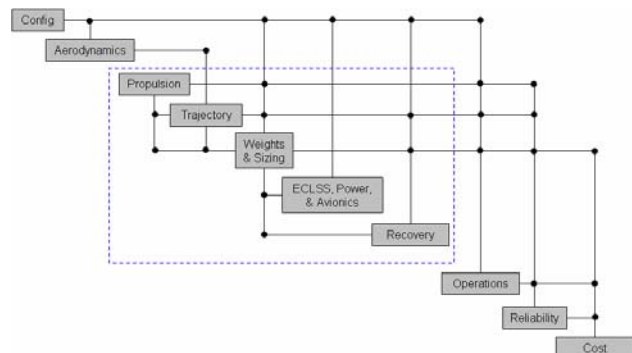 Config
Aerodynamics
Propulsion
Trajectory
Weights
& Sizing
ECLSS, Power,
& Avionics
Recovery
Operations
Reliability
Cost